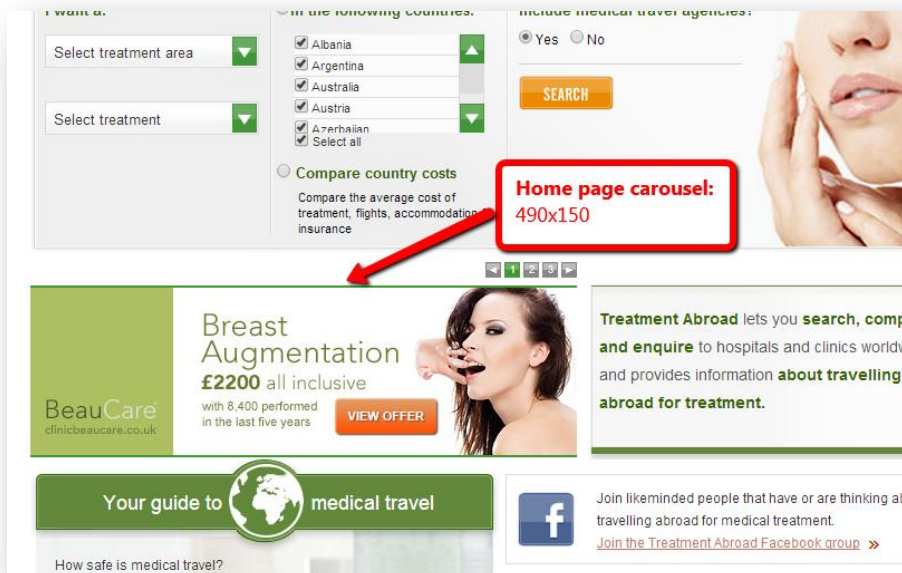 I want a:
Select treatment area
Select treatment
In the following countries:
Albania
Argentina
Australia
Austria
Azerbaijan
Select all
Compare country costs
Compare the average cost of
treatment, flights, accommodation
insurance
Include medical travel agencies?
Yes No
SEARCH
Home page carousel:
490x150
1 2 3
BeauCare
clinicbeaucare.co.uk
Breast
Augmentation
£2200 all inclusive
with 8,400 performed
in the last five years
VIEW OFFER
Treatment Abroad lets you search,
and enquire to hospitals and clinics
and provides information about travelling
abroad for treatment.
Your guide to medical travel
How safe is medical travel?
f
Join likeminded people that have or are thinking
travelling abroad for medical treatment.
Join the Treatment Abroad Facebook group »